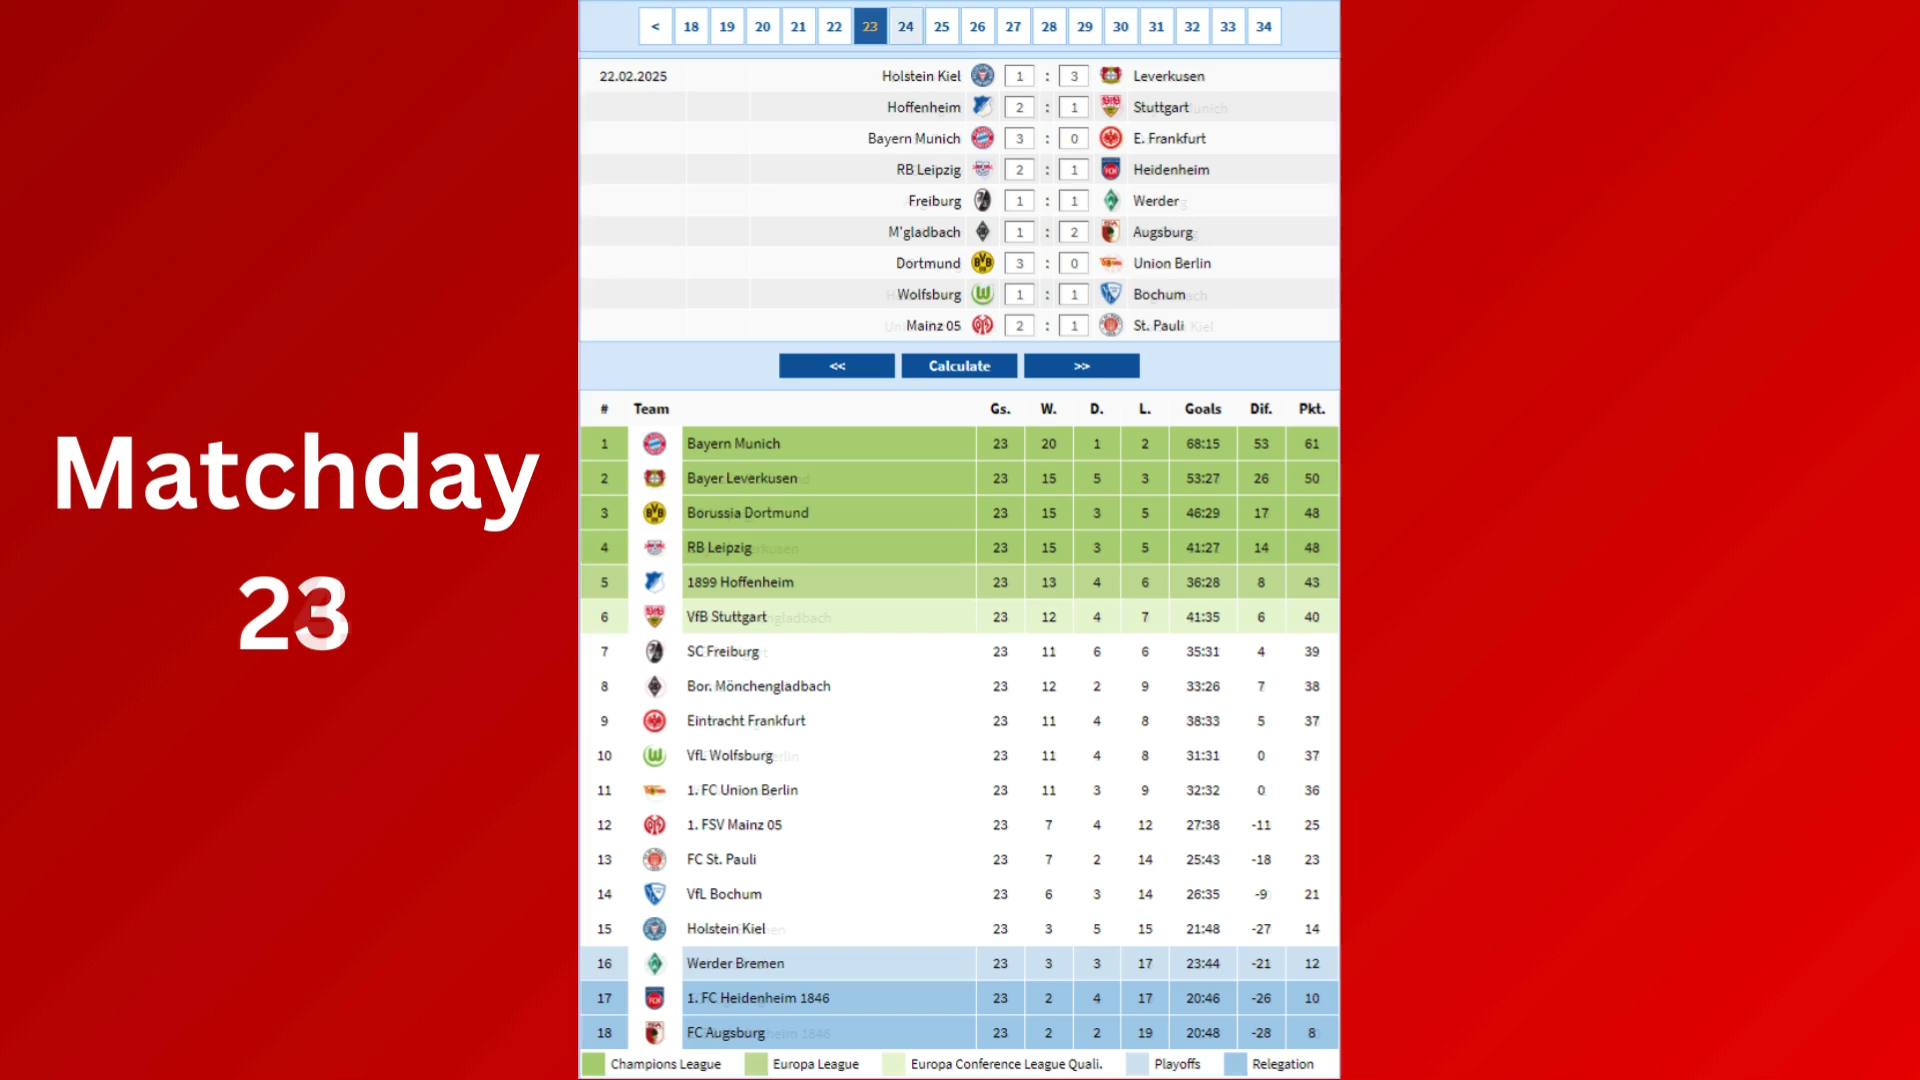 < 18 19 20 21 22 23 24 25 26 27 28 29 30 31 32 33 34
22.02.2025 Holstein Kiel 1 : 3 Leverkusen
Hoffenheim 2 : 1 Stuttgart
Bayern Munich 3 : 0 E. Frankfurt
RB Leipzig 2 : 1 Heidenheim
Freiburg 1 : 1 Werder
M'gladbach 1 : 2 Augsburg
Dortmund 3 : 0 Union Berlin
Wolfsburg 1 : 1 Bochum
Mainz 05 2 : 1 St. Pauli
<< Calculate >>
# Team Gs. W. D. L. Goals Dif. Pkt.
1 Bayern Munich 23 20 1 2 68:15 53 61
2 Bayer Leverkusen 23 15 5 3 53:27 26 50
3 Borussia Dortmund 23 15 3 5 46:29 17 48
4 RB Leipzig 23 15 3 5 41:27 14 48
5 1899 Hoffenheim 23 13 4 6 36:28 8 43
6 VfB Stuttgart 23 12 4 7 41:35 6 40
7 SC Freiburg 23 11 6 6 35:31 4 39
8 Bor. Mönchengladbach 23 12 2 9 33:26 7 38
9 Eintracht Frankfurt 23 11 4 8 38:33 5 37
10 VfL Wolfsburg 23 11 4 8 31:31 0 37
11 1. FC Union Berlin 23 11 3 9 32:32 0 36
12 1. FSV Mainz 05 23 7 4 12 27:38 -11 25
13 FC St. Pauli 23 7 2 14 25:43 -18 23
14 VfL Bochum 23 6 3 14 26:35 -9 21
15 Holstein Kiel 23 3 5 15 21:48 -27 14
16 Werder Bremen 23 3 3 17 23:44 -21 12
17 1. FC Heidenheim 1846 23 2 4 17 20:46 -26 10
18 FC Augsburg 23 2 2 19 20:48 -28 8
Champions League Europa League Europa Conference League Quali. Playoffs Relegation
Matchday
23